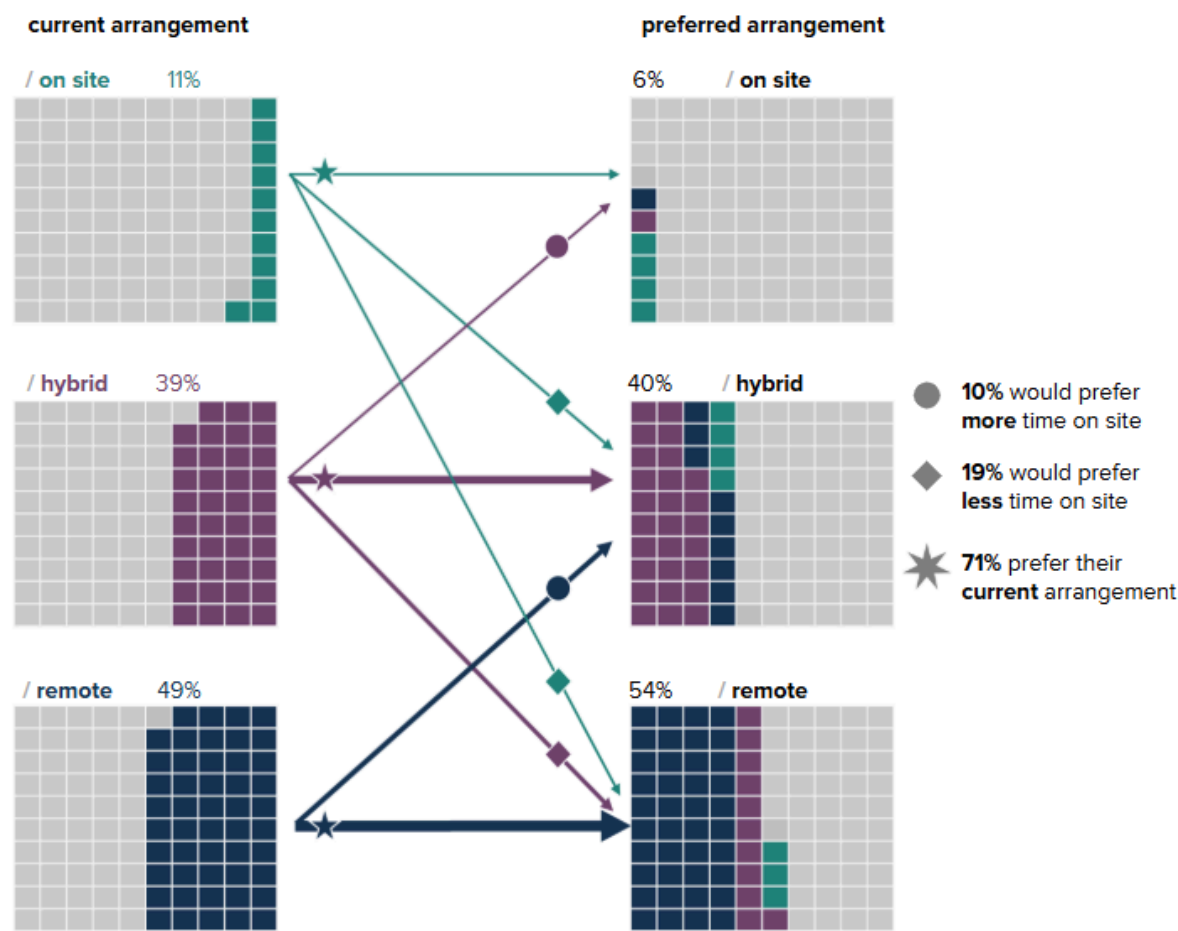 current arrangement
preferred arrangement
/ on site 11%
6% / on site
/ hybrid 39%
40% / hybrid
10% would prefer
more time on site
19% would prefer
less time on site
71% prefer their
current arrangement
/ remote 49%
54% / remote